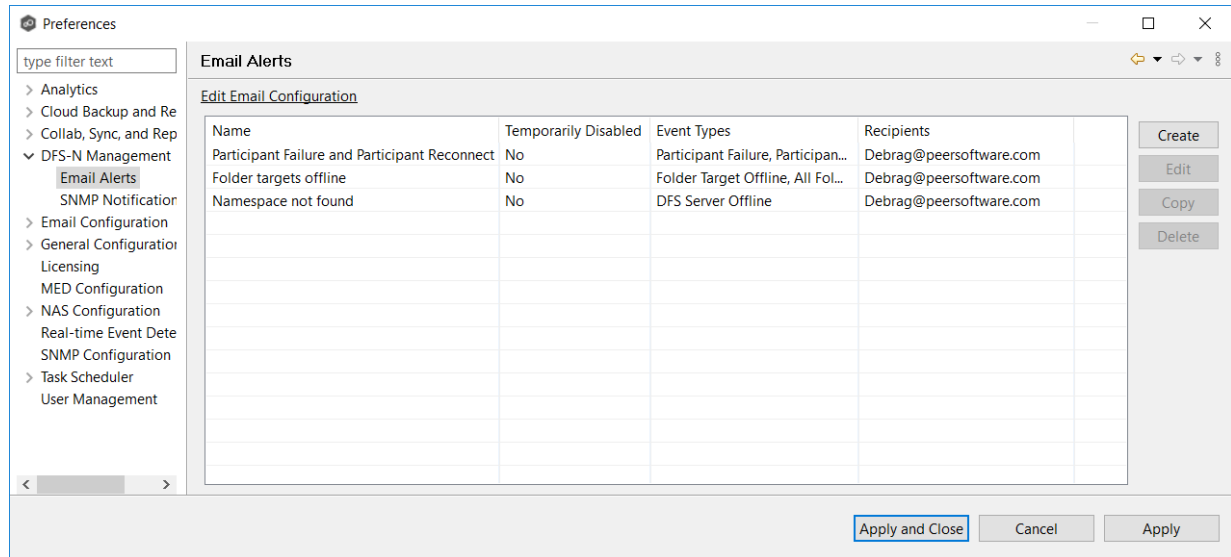 Preferences
type filter text
Analytics
Cloud Backup and Re
Collab, Sync, and Rep
DFS-N Management
Email Alerts
SNMP Notification
Email Configuration
General Configuration
Licensing
MED Configuration
NAS Configuration
Real-time Event Dete
SNMP Configuration
Task Scheduler
User Management
Email Alerts
Edit Email Configuration
Name Temporarily Disabled Event Types Recipients
Participant Failure and Participant Reconnect No Participant Failure, Participan... Debrag@peersoftware.com
Folder targets offline No Folder Target Offline, All Fol... Debrag@peersoftware.com
Namespace not found No DFS Server Offline Debrag@peersoftware.com
Create
Edit
Copy
Delete
Apply and Close Cancel Apply